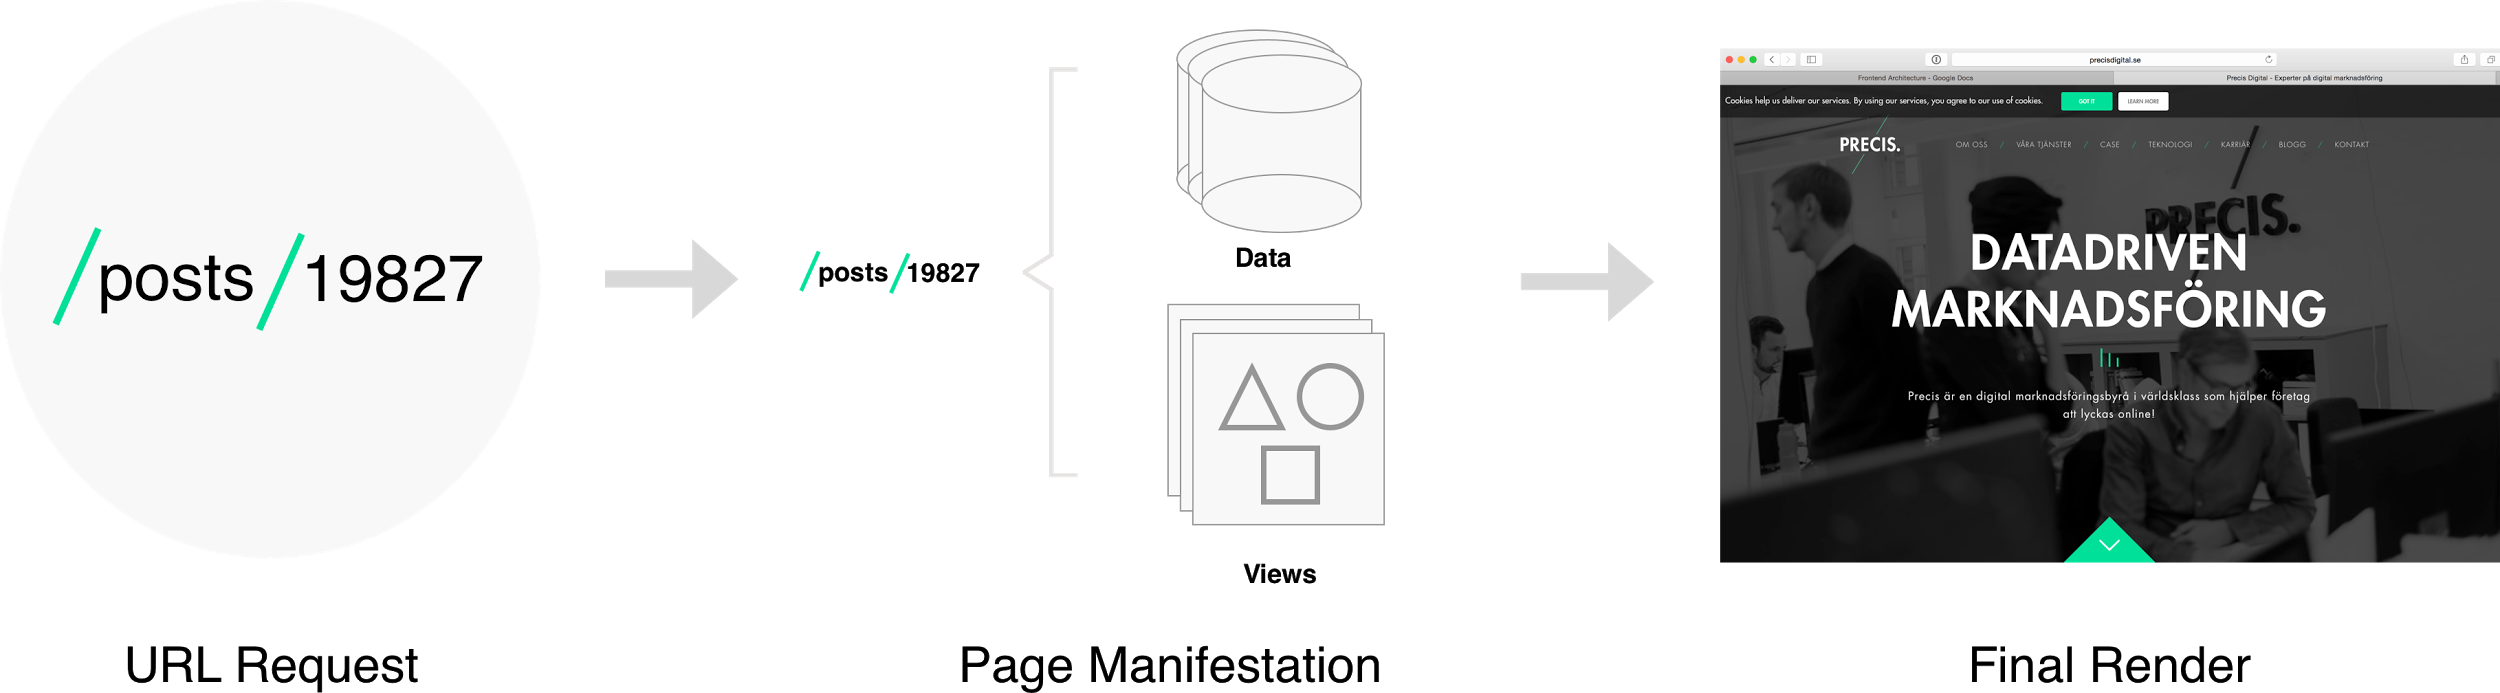 /posts/19827
URL Request
/posts/19827
Data
Views
Page Manifestation
precisdigital.se
Frontend Architecture - Google Docs
Precis Digital - Experter på digital marknadsföring
Cookies help us deliver our services. By using our services, you agree to our use of cookies.
GOT IT
LEARN MORE
PRECIS.
OM OSS / VÅRA TJÄNSTER / CASE / TEKNOLOGI / KARRIÄR / BLOGG / KONTAKT
PRECIS.
DATADRIVEN
MARKNADSFÖRING
Precis är en digital marknadsföringsbyrå i världsklass som hjälper företag
att lyckas online!
Final Render